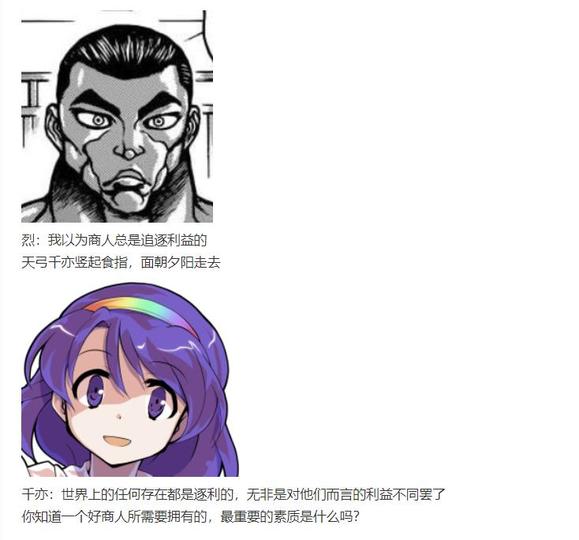 烈：我以为商人总是追逐利益的
天弓千亦竖起食指，面朝夕阳走去
千亦：世界上的任何存在都是逐利的，无非是对他们而言的利益不同罢了
你知道一个好商人所需要拥有的，最重要的素质是什么吗？